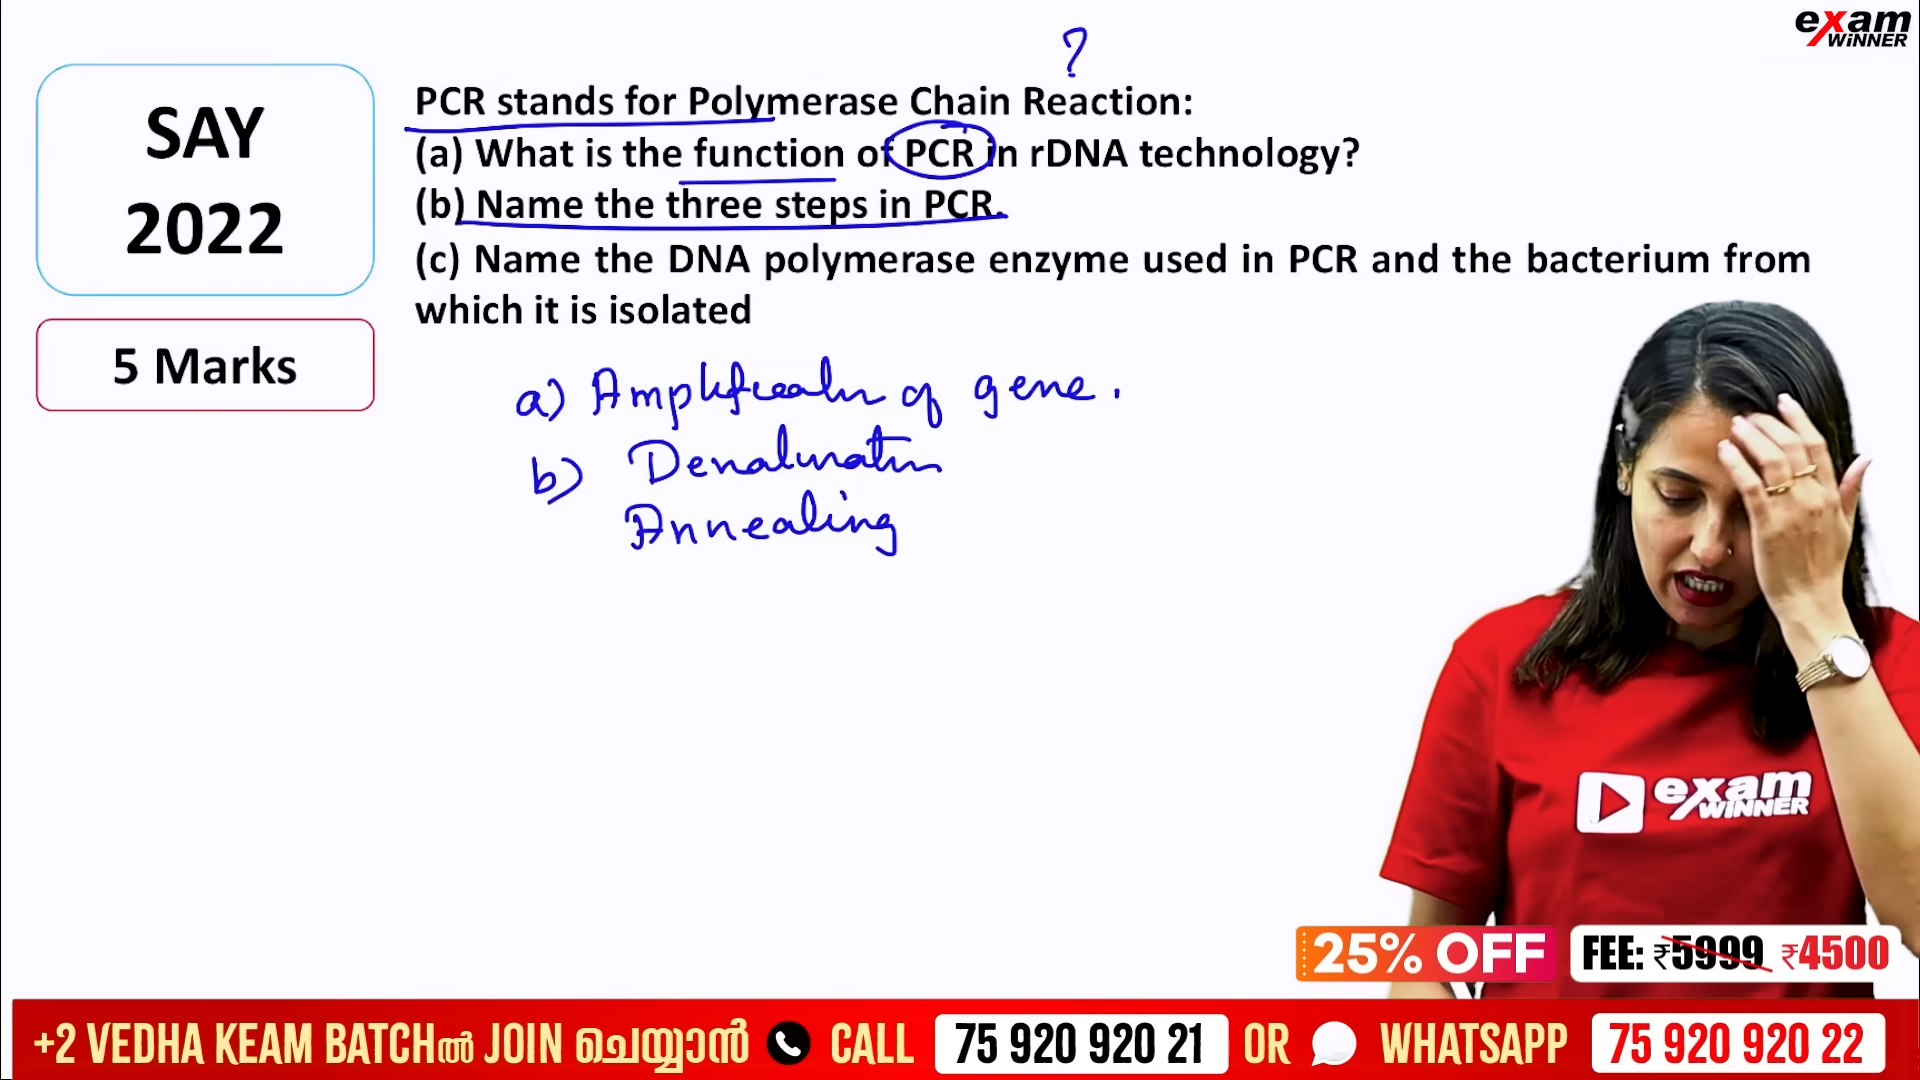 exam
WINNER
?
SAY
2022
5 Marks
PCR stands for Polymerase Chain Reaction:
(a) What is the function of PCR in rDNA technology?
(b) Name the three steps in PCR.
(c) Name the DNA polymerase enzyme used in PCR and the bacterium from
which it is isolated
a) Amplification of gene.
b) Denaturation
Annealing
exam
WINNER
25% OFF
FEE: ₹5999 ₹4500
+2 VEDHA KEAM BATCHൽ JOIN ചെയ്യാൻ CALL 75 920 920 21 OR WHATSAPP 75 920 920 22